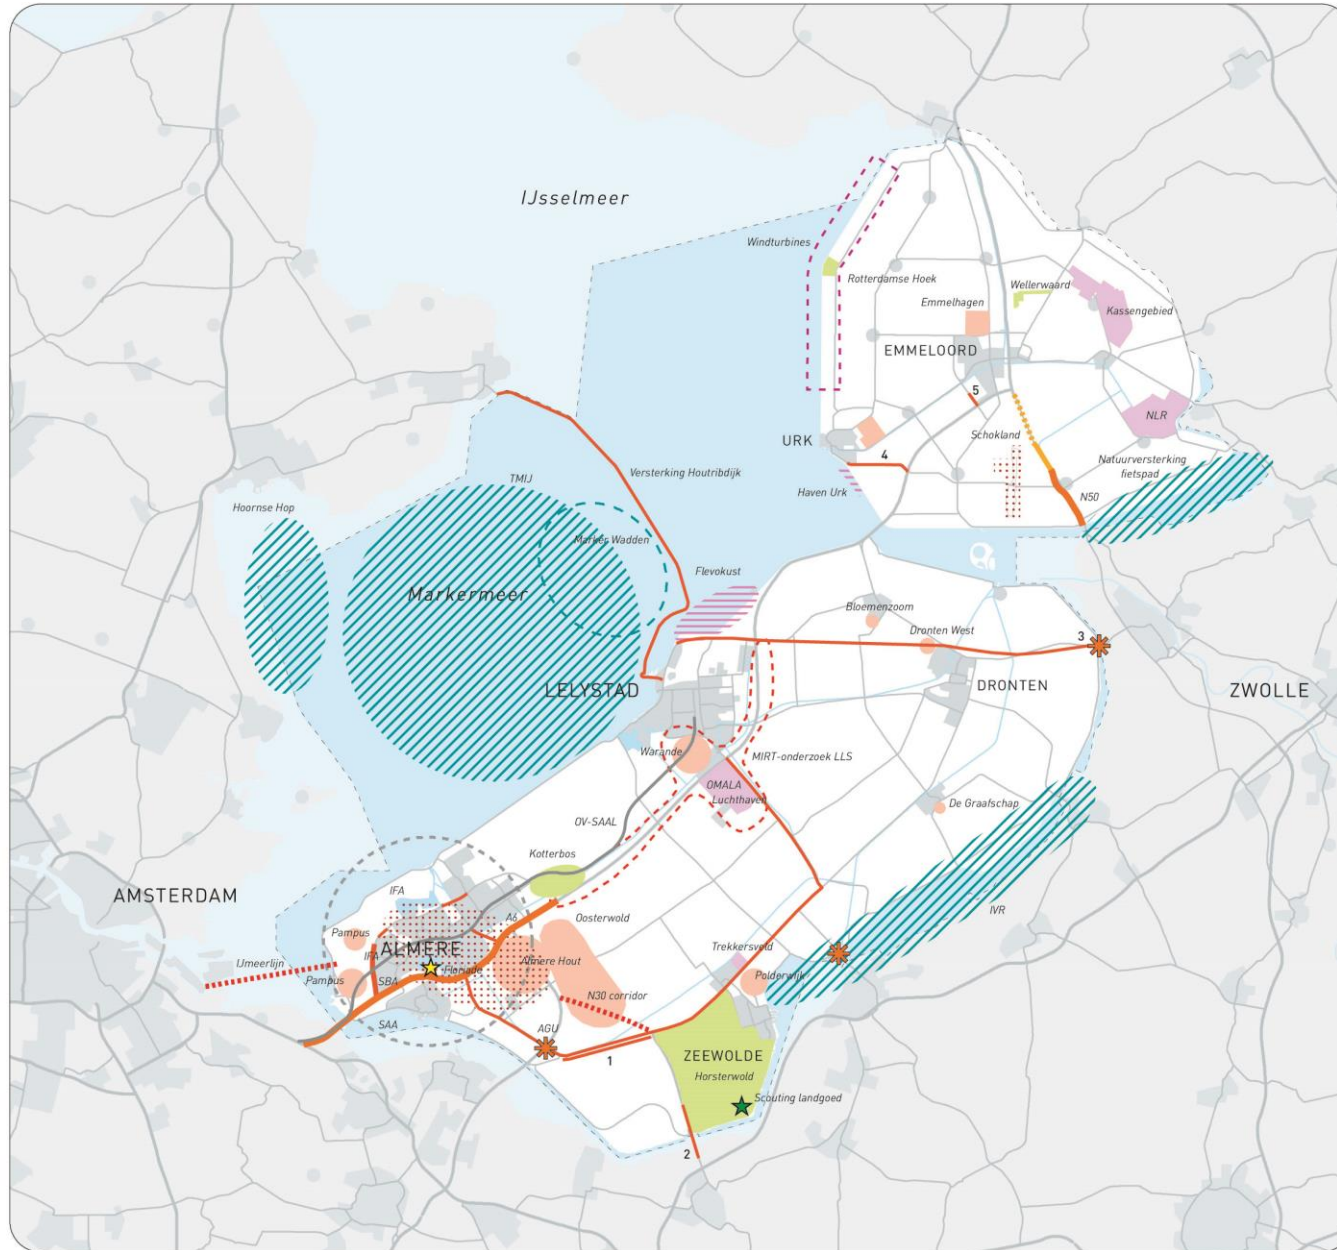 IJsselmeer
Windturbines
Rotterdamse Hoek
Wellerwaard
Emmelhagen
Kassengebied
EMMELOORD
5
NLR
Schokland
URK
4
Natuurversterking
fietspad
Versterking Houtribdijk
TMIJ
Haven Urk
N50
Hoornse Hop
Marker Wadden
Flevokust
Markermeer
Bloemenzoom
Dronten West
3
LELYSTAD
DRONTEN
ZWOLLE
Warande
MIRT-onderzoek LLS
OMALA
Luchthaven
De Graafschap
OV-SAAL
Kotterbos
AMSTERDAM
IFA
A6
Oosterwold
IVR
Pampus
ALMERE
IFA
Trekkersveld
IJmeerlijn
Floriade
Almere Hout
Polderwijk
Pampus
SBA
N30 corridor
SAA
AGU
1
ZEEWOLDE
Horsterwold
Scouting landgoed
2